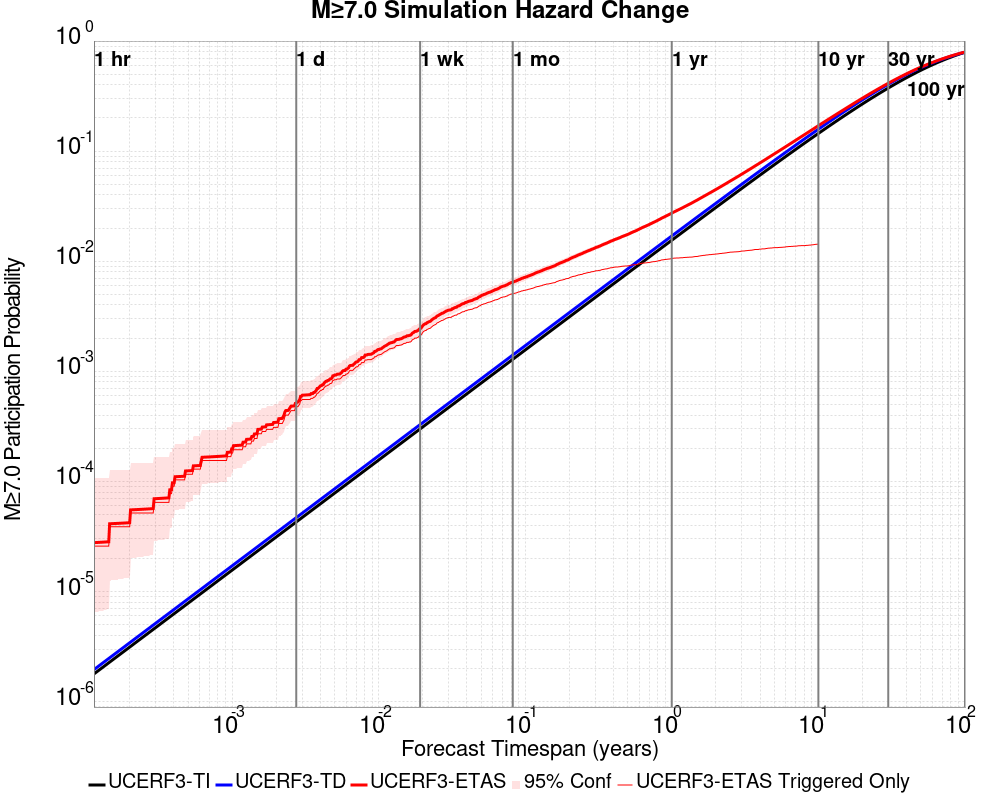 M≥7.0 Simulation Hazard Change
10^0
10^-1
10^-2
10^-3
10^-4
10^-5
10^-6
M≥7.0 Participation Probability
1 hr
1 d
1 wk
1 mo
1 yr
10 yr
30 yr
100 yr
10^-3
10^-2
10^-1
10^0
10^1
10^2
Forecast Timespan (years)
UCERF3-TI UCERF3-TD UCERF3-ETAS 95% Conf UCERF3-ETAS Triggered Only